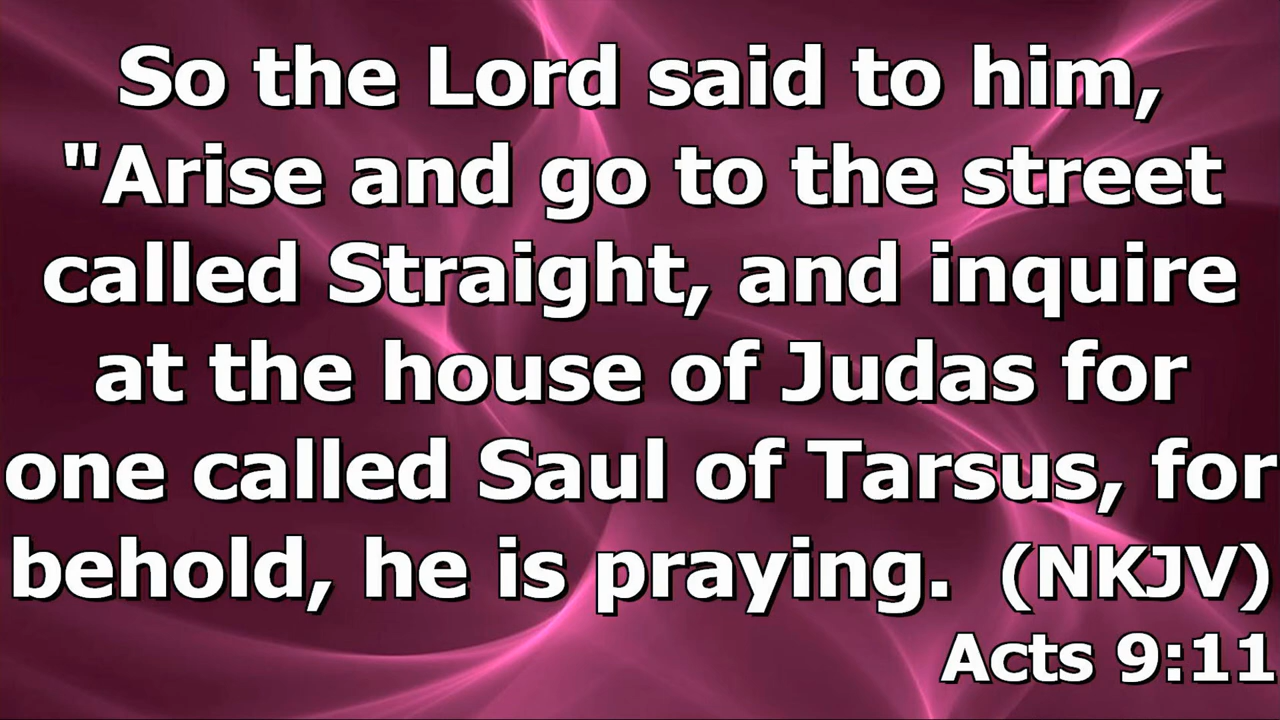 So the Lord said to him,
"Arise and go to the street
called Straight, and inquire
at the house of Judas for
one called Saul of Tarsus, for
behold, he is praying. (NKJV)
Acts 9:11